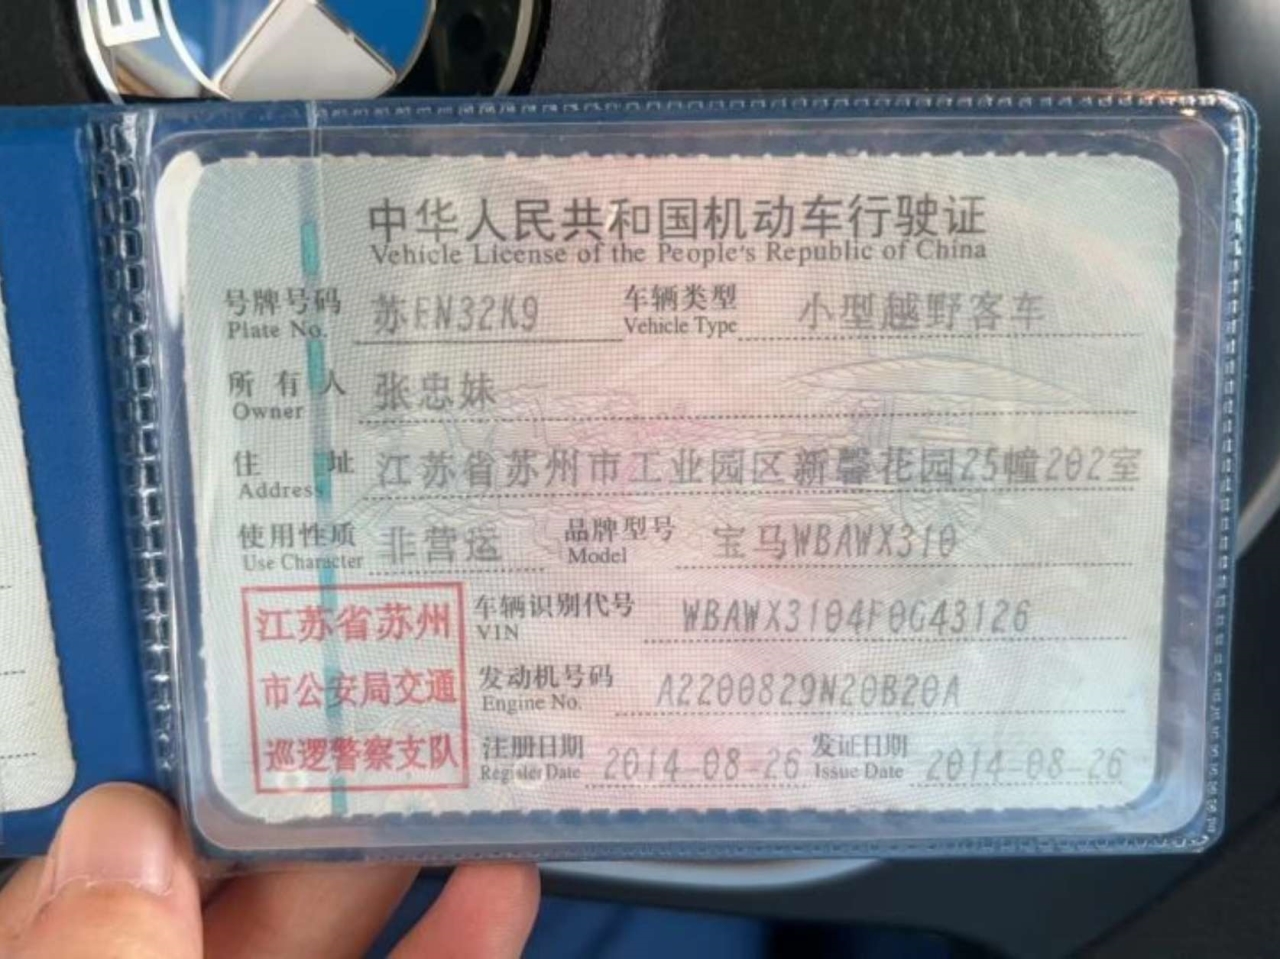 中华人民共和国机动车行驶证
Vehicle License of the People's Republic of China
号牌号码 苏EN32K9 车辆类型 小型越野客车
Plate No. Vehicle Type
所有人 张忠妹
Owner
住址 江苏省苏州市工业园区新馨花园25幢202室
Address
使用性质 非营运 品牌型号 宝马WBAWX310
Use Character Model
江苏省苏州
市公安局交通
巡逻警察支队
车辆识别代号 WBAWX3104F0G43126
VIN
发动机号码 A2200829N20B20A
Engine No.
注册日期 2014-08-26 发证日期 2014-08-26
Register Date Issue Date